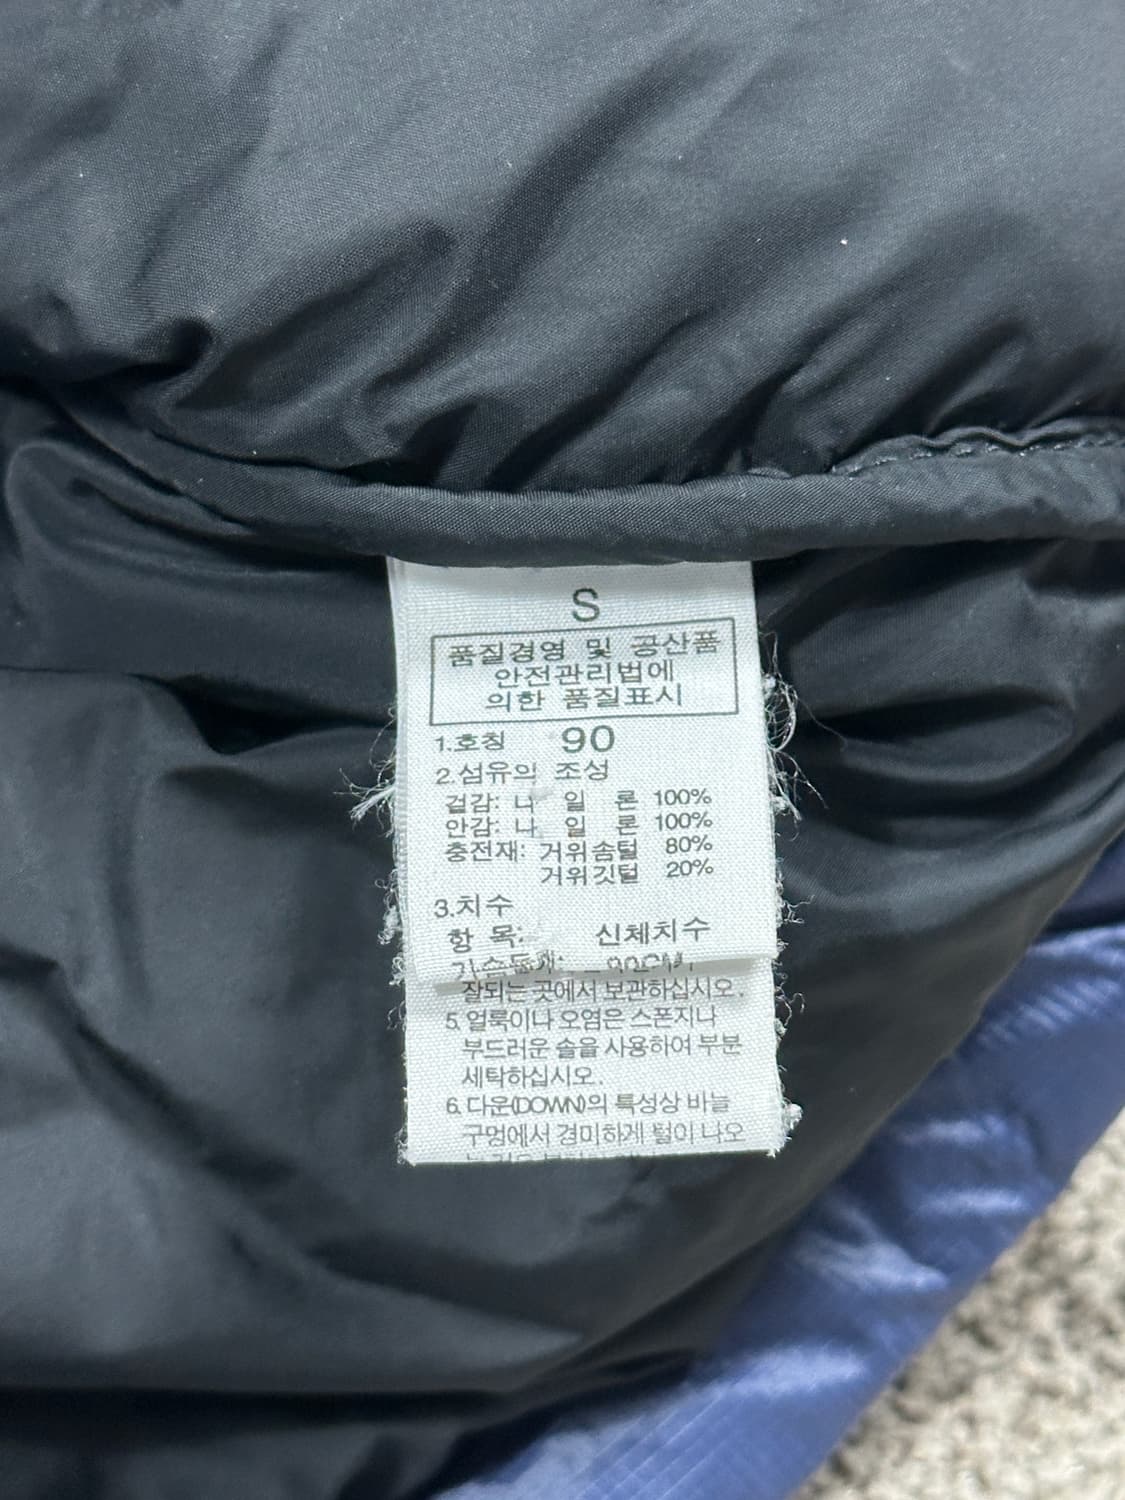 S
품질경영 및 공산품
안전관리법에
의한 품질표시
1.호칭 90
2.섬유의 조성
겉감: 나 일 론 100%
안감: 나 일 론 100%
충전재: 거위솜털 80%
거위깃털 20%
3.치수
항 목: 신체치수
가슴둘레: 90CM
잘되는 곳에서 보관하십시오.
5. 얼룩이나 오염은 스폰지나
부드러운 솔을 사용하여 부분
세탁하십시오.
6. 다운(DOWN)의 특성상 바늘
구멍에서 경미하게 털이 나오